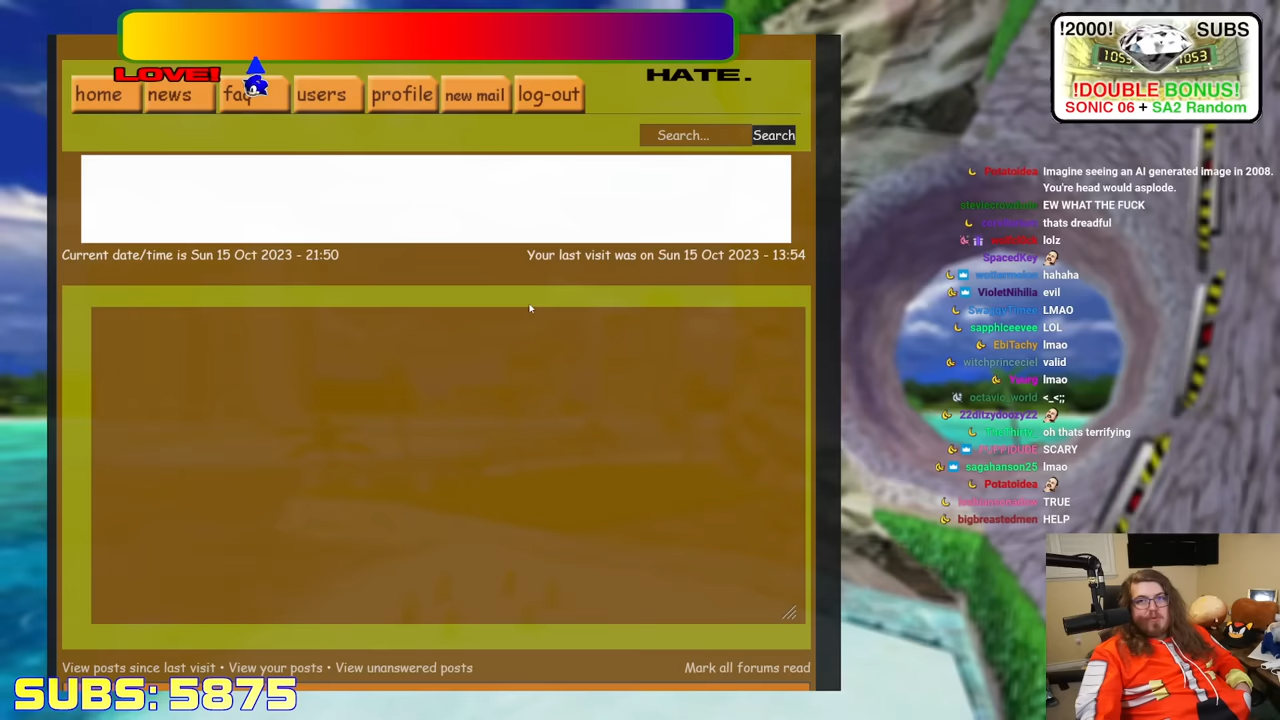 LOVE!
HATE.
home news faq users profile new mail log-out
Search... Search
Current date/time is Sun 15 Oct 2023 - 21:50
Your last visit was on Sun 15 Oct 2023 - 13:54
View posts since last visit • View your posts • View unanswered posts
Mark all forums read
SUBS: 5875
!2000! SUBS
1053 1053
!DOUBLE BONUS!
SONIC 06 + SA2 Random
Potatoidea Imagine seeing an AI generated image in 2008.
You're head would asplode.
EW WHAT THE FUCK
thats dreadful
lolz
SpacedKey
hahaha
VioletNihilia evil
LMAO
sapphiceevee LOL
EbiTachy lmao
witchprinceciel valid
lmao
octavio_world <_<;;
22ditzydoozy22
oh thats terrifying
SCARY
sagahanson25 lmao
Potatoidea
TRUE
bigbreastedmen HELP